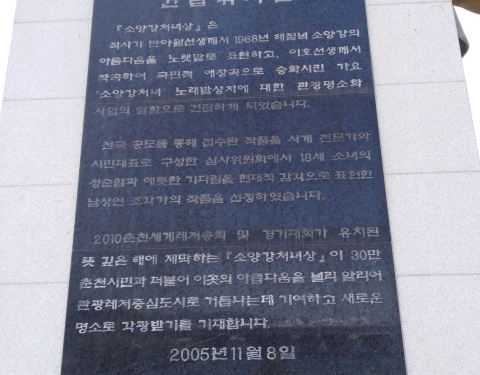 『소양강처녀상』은
작사가 반야월선생께서 1968년 해질녘 소양강의
아름다움을 노랫말로 표현하고, 이호선생께서
작곡하여 국민적 애창곡으로 승화시킨 가요
"소양강처녀" 노래발상지에 대한 관광명소화
사업의 일환으로 건립하게 되었습니다.
전국 공모를 통해 접수된 작품을 사계 전문가와
시민대표로 구성한 심사위원회에서 18세 소녀의
청순함과 애틋한 기다림을 현대적 감각으로 표현한
남상연 조각가의 작품을 선정하였습니다.
2010춘천세계레저총회 및 경기대회가 유치된
뜻 깊은 해에 제막하는『소양강처녀상』이 30만
춘천시민과 더불어 이곳의 아름다움을 널리 알리어
관광레저중심도시로 거듭나는데 기여하고 새로운
명소로 각광받기를 기대합니다.
2005년 11월 8일